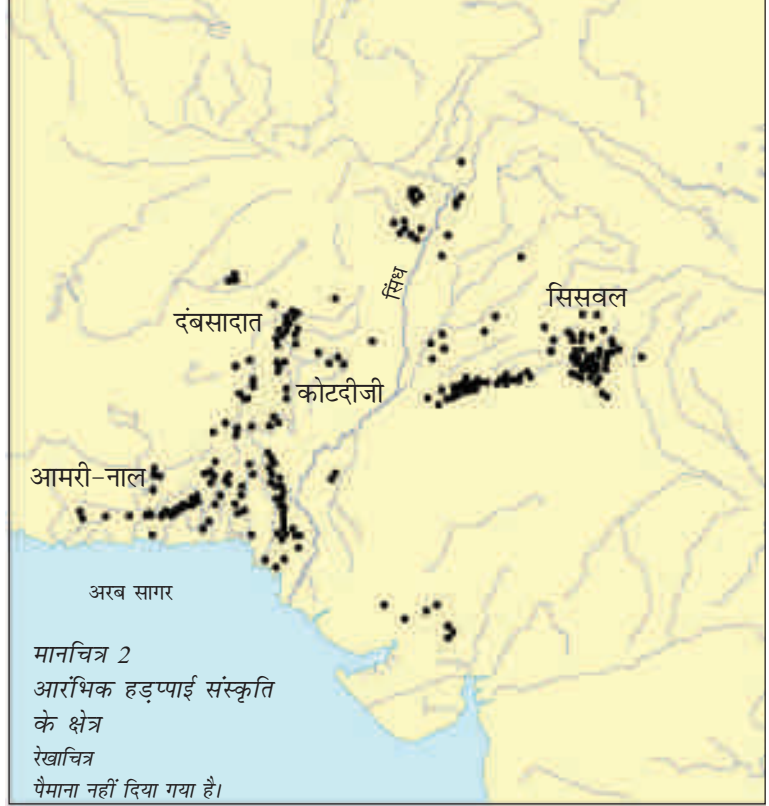 सिंध
सिसवल
दंबसादात
कोटदीजी
आमरी-नाल
अरब सागर
मानचित्र 2
आरंभिक हड़प्पाई संस्कृति
के क्षेत्र
रेखाचित्र
पैमाना नहीं दिया गया है।